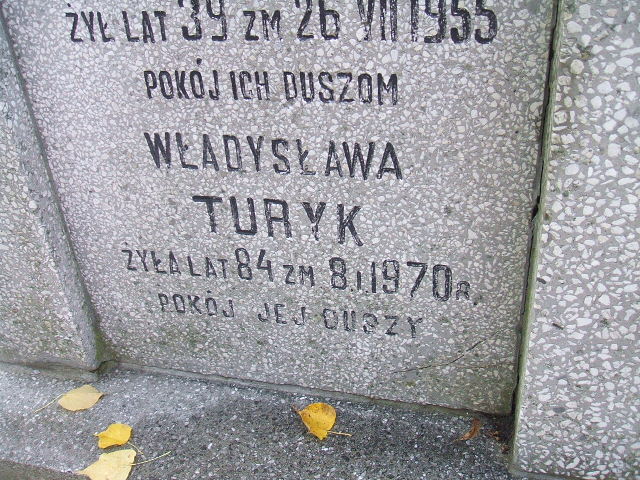 ŻYŁ LAT 39 ZM 26 VIII 1955
POKÓJ ICH DUSZOM
WŁADYSŁAWA
TURYK
ŻYŁA LAT 84 ZM 8.I.1970 R.
POKÓJ JEJ DUSZY